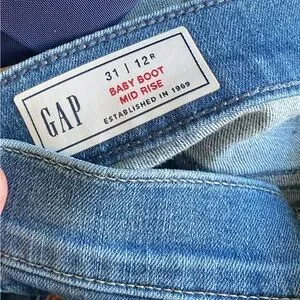 GAP
31 | 12R
BABY BOOT
MID RISE
ESTABLISHED IN 1969